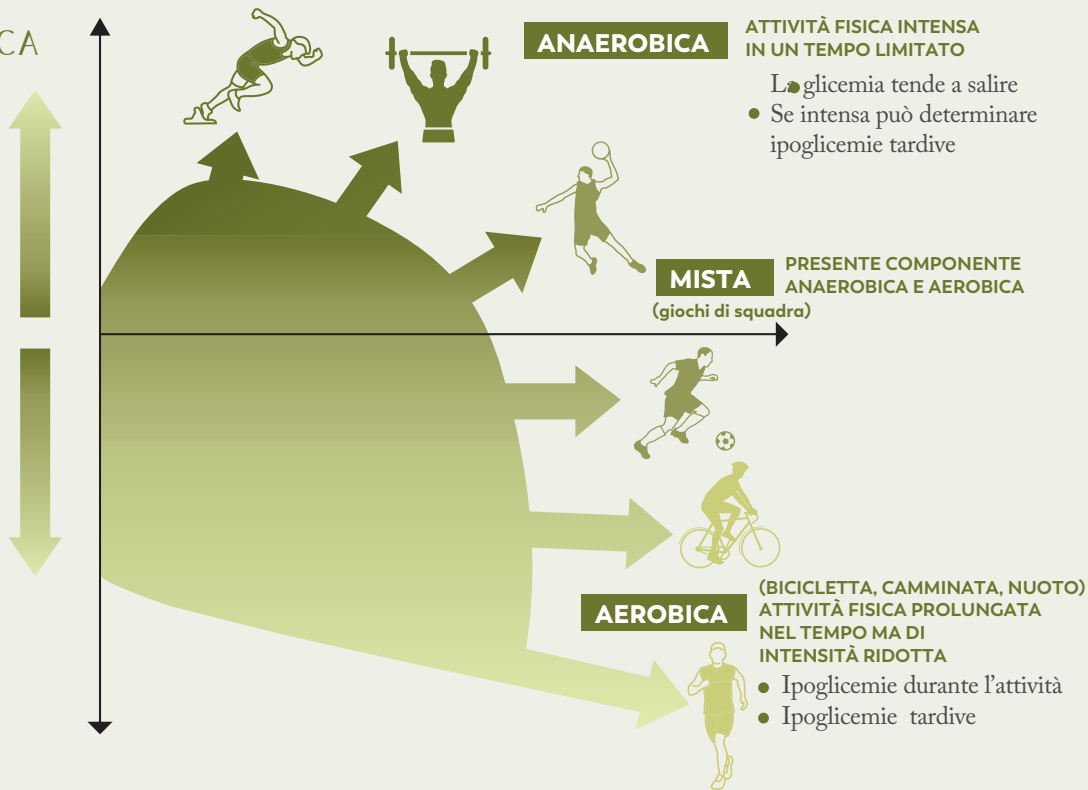 ANAEROBICA
ATTIVITÀ FISICA INTENSA
IN UN TEMPO LIMITATO
La glicemia tende a salire
• Se intensa può determinare
ipoglicemie tardive
MISTA
(giochi di squadra)
PRESENTE COMPONENTE
ANAEROBICA E AEROBICA
AEROBICA
(BICICLETTA, CAMMINATA, NUOTO)
ATTIVITÀ FISICA PROLUNGATA
NEL TEMPO MA DI
INTENSITÀ RIDOTTA
• Ipoglicemie durante l'attività
• Ipoglicemie tardive